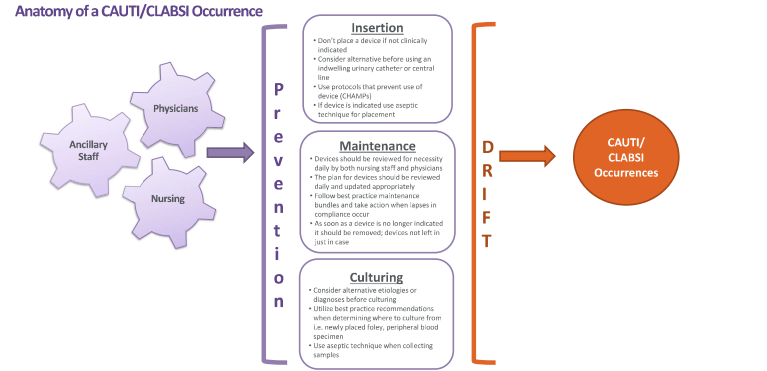 Anatomy of a CAUTI/CLABSI Occurrence
Physicians
Ancillary
Staff
Nursing
Prevention
Insertion
• Don't place a device if not clinically
indicated
• Consider alternative before using an
indwelling urinary catheter or central
line
• Use protocols that prevent use of
device (CHAMPs)
• If device is indicated use aseptic
technique for placement
Maintenance
• Devices should be reviewed for necessity
daily by both nursing staff and physicians
• The plan for devices should be reviewed
daily and updated appropriately
• Follow best practice maintenance
bundles and take action when lapses in
compliance occur
• As soon as a device is no longer indicated
it should be removed; devices not left in
just in case
Culturing
• Consider alternative etiologies or
diagnoses before culturing
• Utilize best practice recommendations
when determining where to culture from
i.e. newly placed foley, peripheral blood
specimen
• Use aseptic technique when collecting
samples
DRIFT
CAUTI/
CLABSI
Occurrences